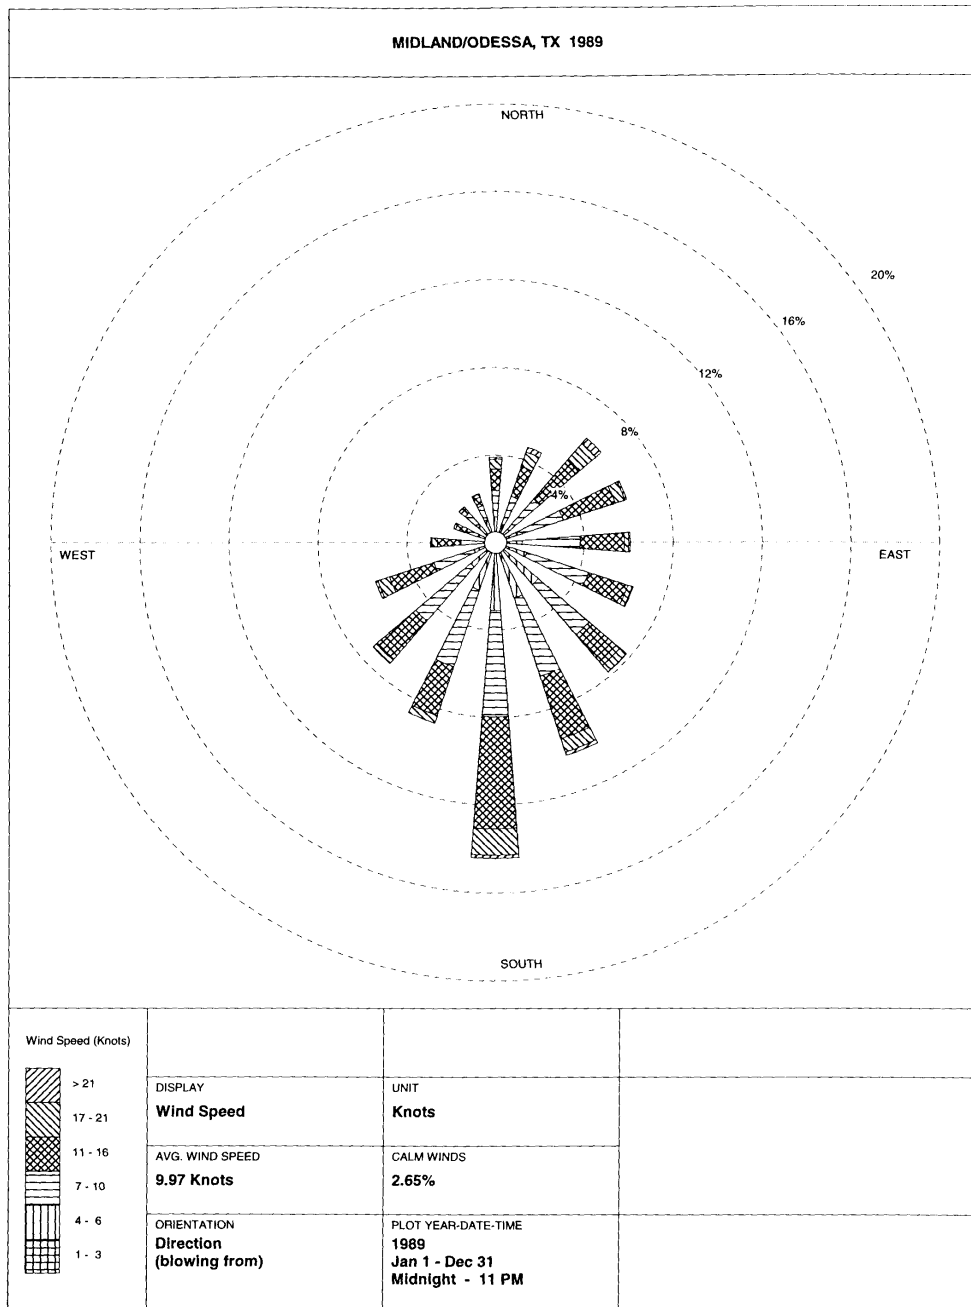 MIDLAND/ODESSA, TX 1989
NORTH
20%
16%
12%
8%
4%
WEST
EAST
SOUTH
Wind Speed (Knots)
> 21
17 - 21
11 - 16
7 - 10
4 - 6
1 - 3
DISPLAY
Wind Speed
UNIT
Knots
AVG. WIND SPEED
9.97 Knots
CALM WINDS
2.65%
ORIENTATION
Direction
(blowing from)
PLOT YEAR-DATE-TIME
1989
Jan 1 - Dec 31
Midnight - 11 PM